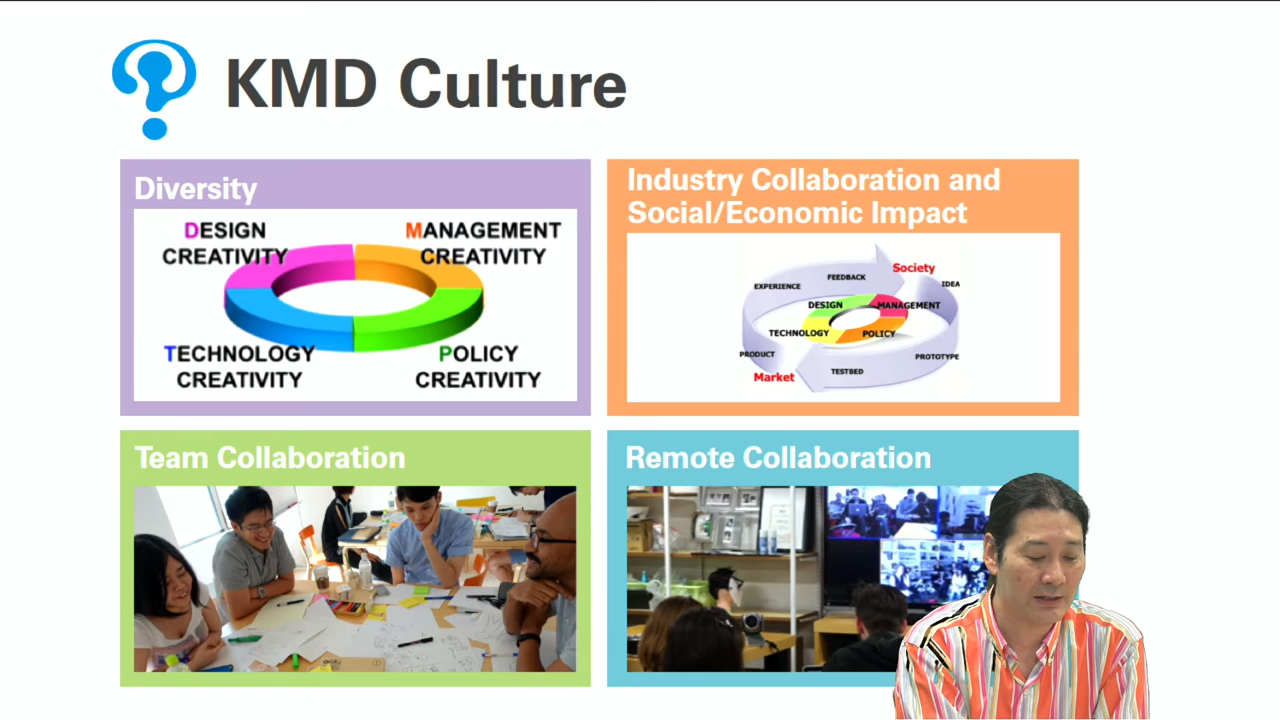 KMD Culture
Diversity
DESIGN
CREATIVITY
MANAGEMENT
CREATIVITY
TECHNOLOGY
CREATIVITY
POLICY
CREATIVITY
Industry Collaboration and
Social/Economic Impact
Society
FEEDBACK
IDEA
EXPERIENCE
DESIGN
MANAGEMENT
TECHNOLOGY
POLICY
PRODUCT
PROTOTYPE
TESTBED
Market
Team Collaboration
Remote Collaboration